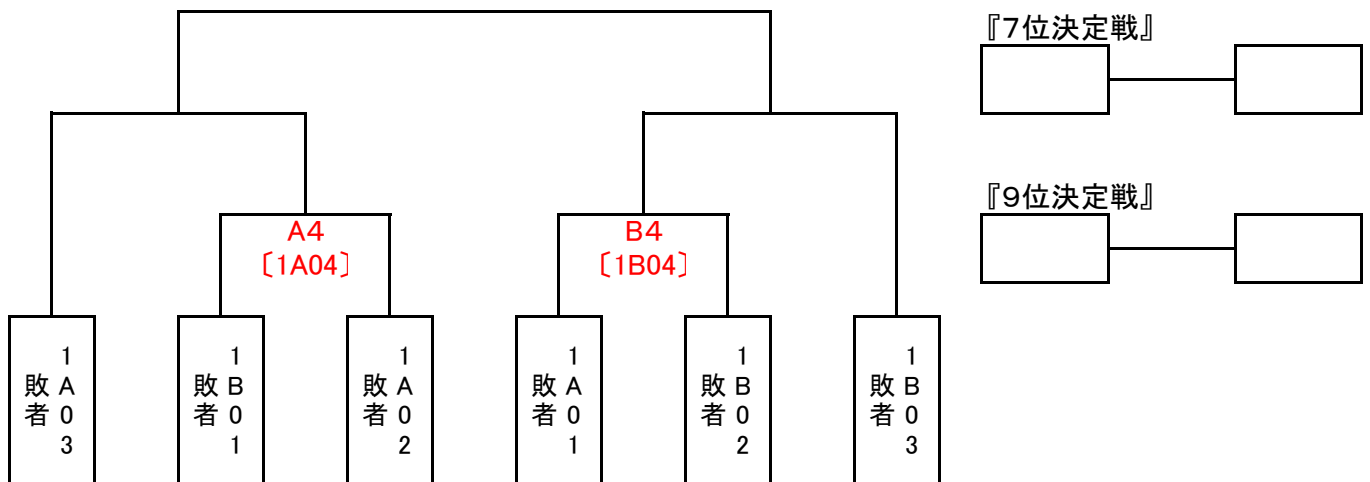 『7位決定戦』
『9位決定戦』
A4
〔1A04〕
B4
〔1B04〕
1A03
敗者
1B01
敗者
1A02
敗者
1A01
敗者
1B02
敗者
1B03
敗者